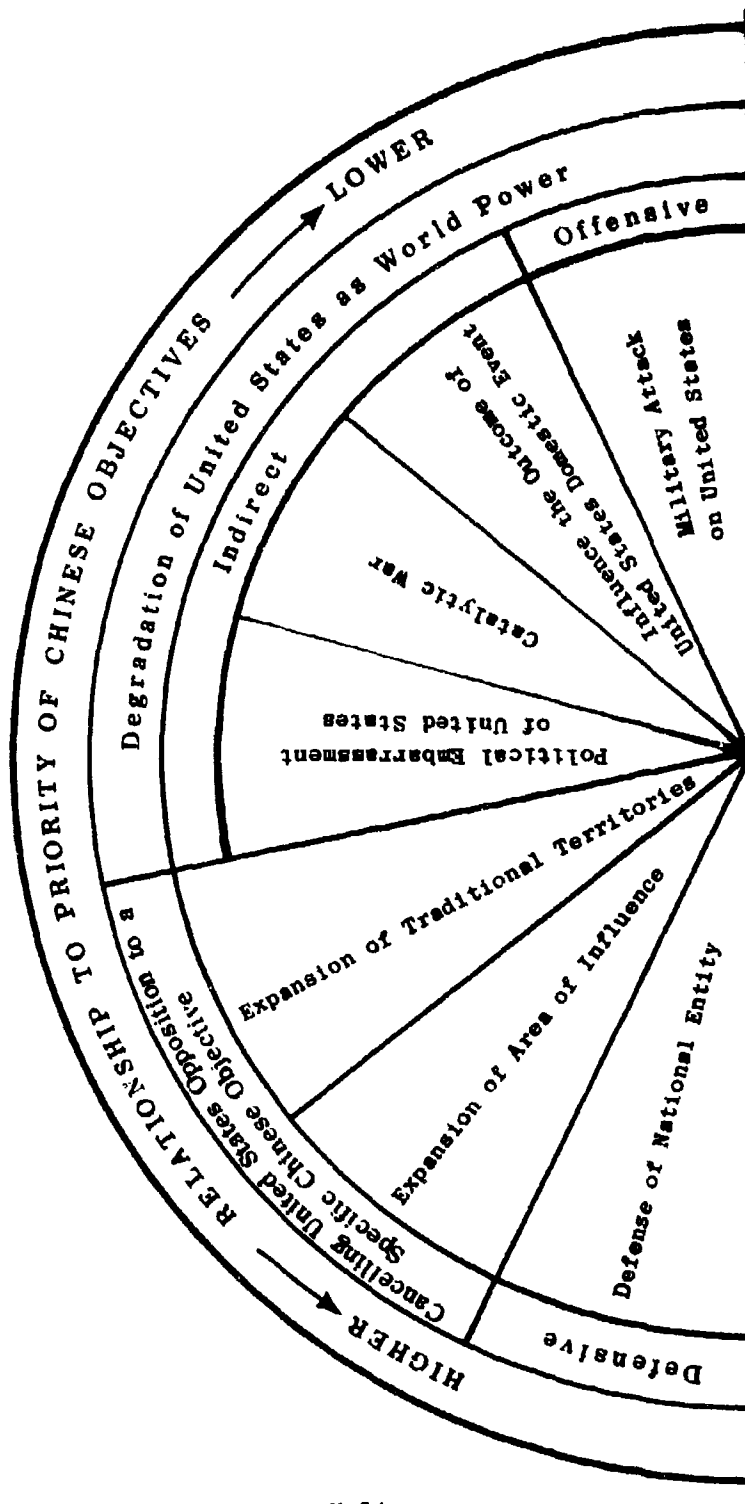 HIGHER ← RELATIONSHIP TO PRIORITY OF CHINESE OBJECTIVES → LOWER
Defensive
Cancelling United States Opposition to a
Specific Chinese Objective
Degradation of United States as World Power
Indirect
Offensive
Defense of National Entity
Expansion of Area of Influence
Expansion of Traditional Territories
Political Embarrassment
of United States
Catalytic War
Influence the Outcome of
United States Domestic Event
Military Attack
on United States